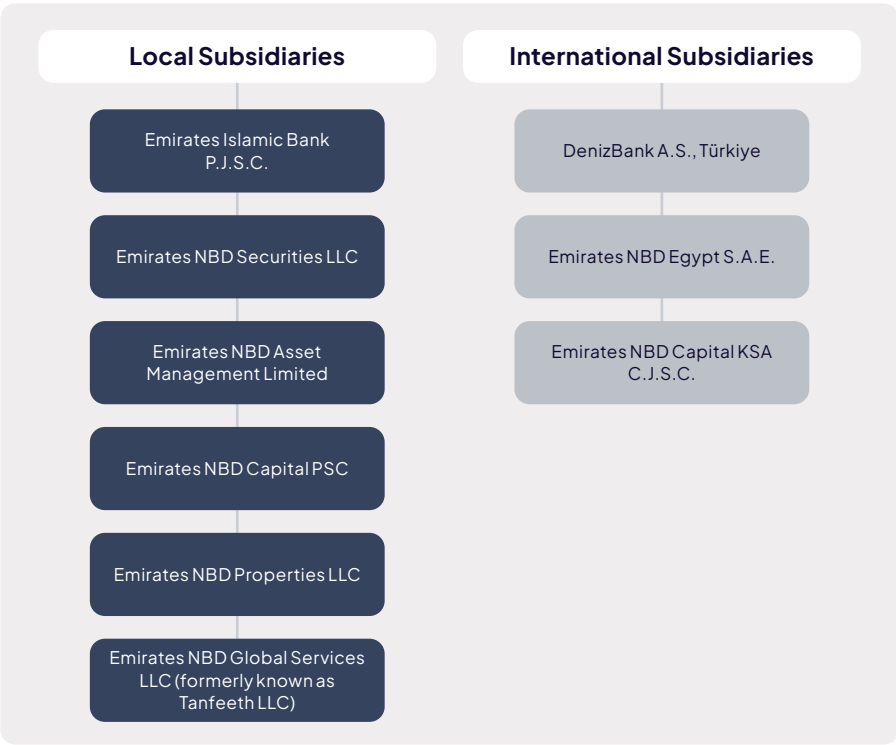 Local Subsidiaries
Emirates Islamic Bank
P.J.S.C.
Emirates NBD Securities LLC
Emirates NBD Asset
Management Limited
Emirates NBD Capital PSC
Emirates NBD Properties LLC
Emirates NBD Global Services
LLC (formerly known as
Tanfeeth LLC)
International Subsidiaries
DenizBank A.S., Türkiye
Emirates NBD Egypt S.A.E.
Emirates NBD Capital KSA
C.J.S.C.